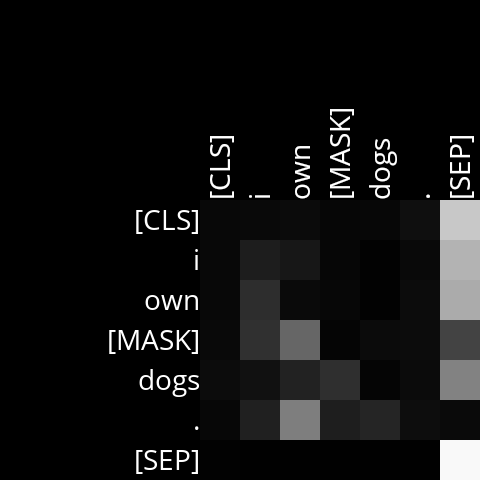 [CLS] i own [MASK] dogs . [SEP]
[CLS]
i
own
[MASK]
dogs
.
[SEP]